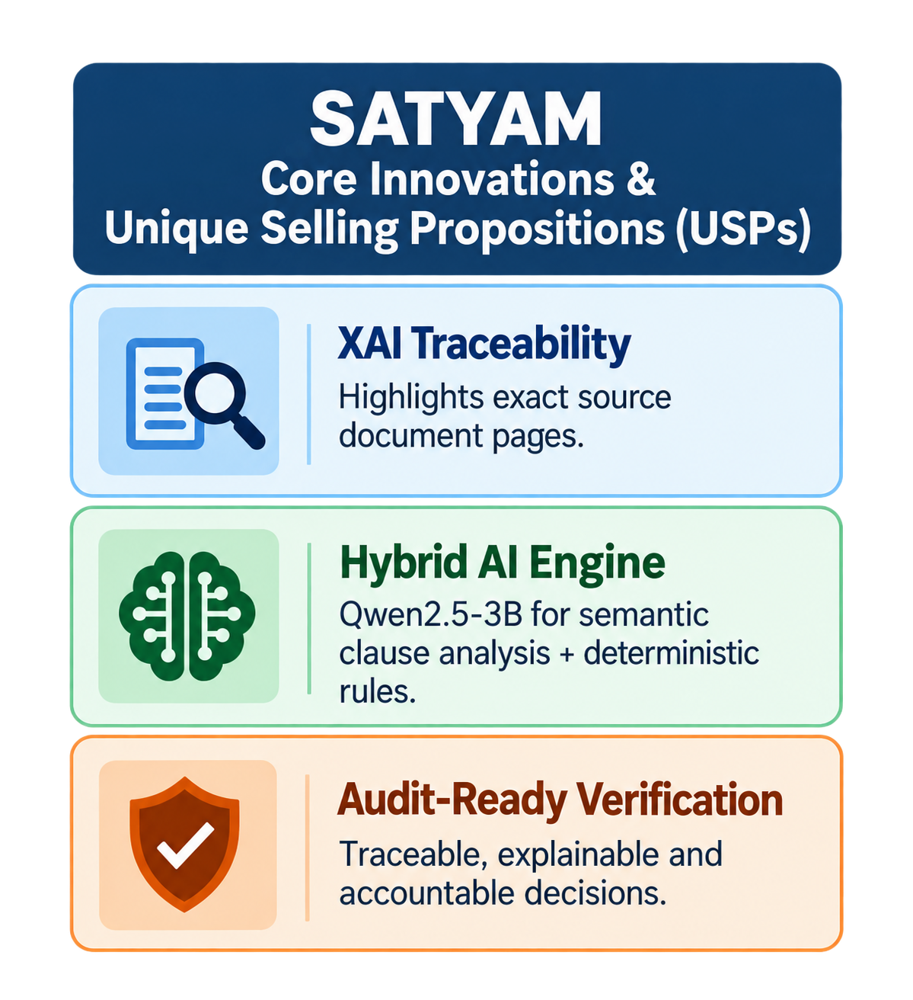 SATYAM
Core Innovations &
Unique Selling Propositions (USPs)
XAI Traceability
Highlights exact source
document pages.
Hybrid AI Engine
Qwen2.5-3B for semantic
clause analysis + deterministic
rules.
Audit-Ready Verification
Traceable, explainable and
accountable decisions.